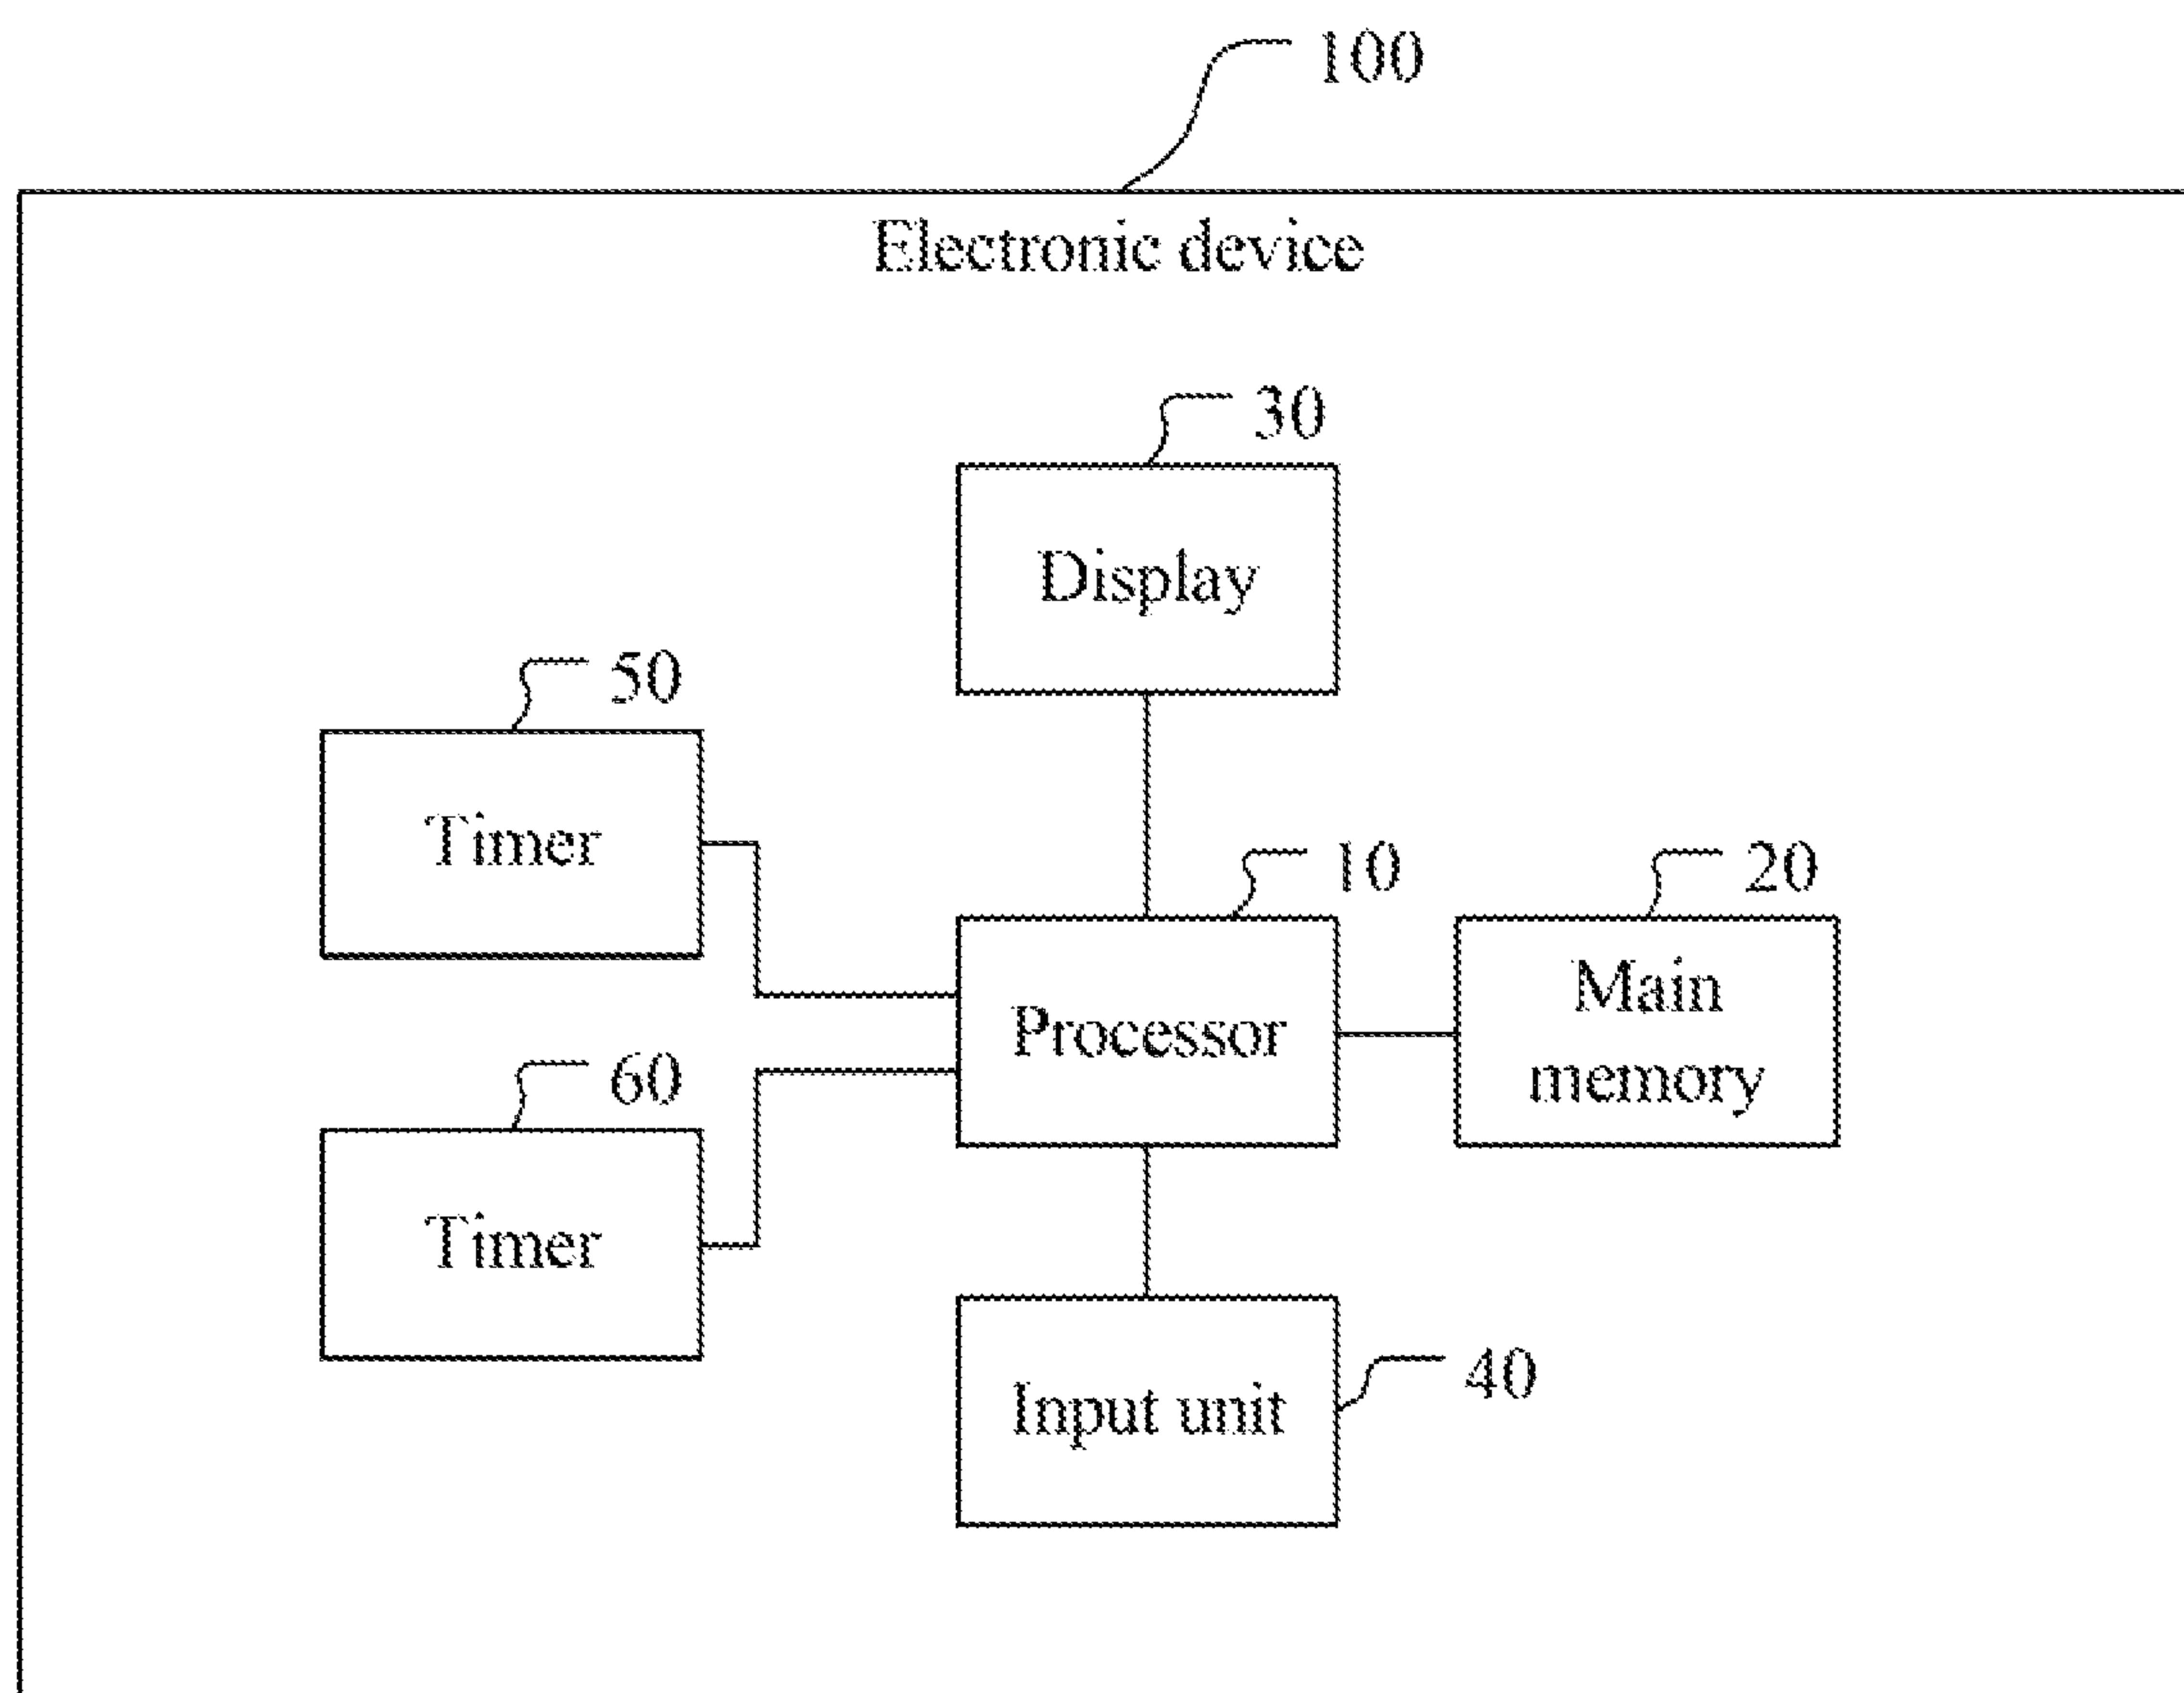 100
Electronic device
30
Display
50
Timer
10
20
Processor
Main
memory
60
Timer
40
Input unit